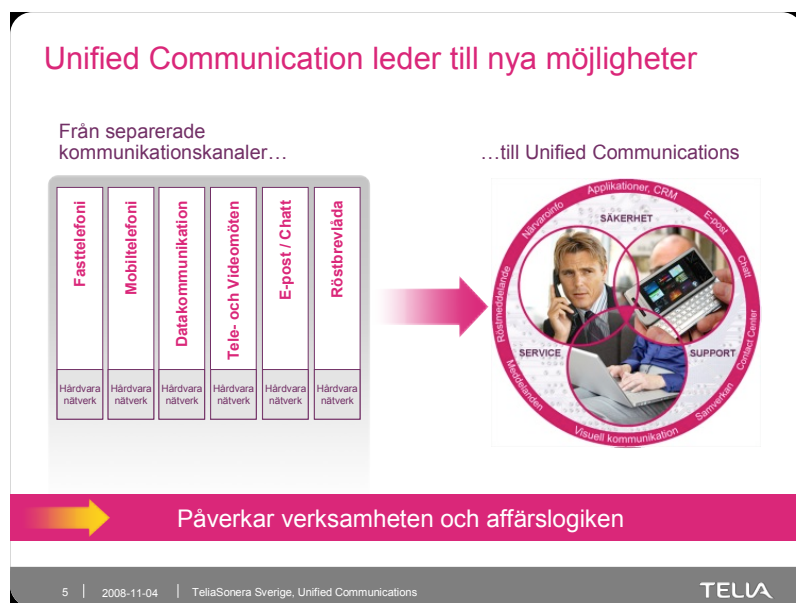 Unified Communication leder till nya möjligheter
Från separerade
kommunikationskanaler…
…till Unified Communications
Fasttelefoni
Mobiltelefoni
Datakommunikation
Tele- och Videomöten
E-post / Chatt
Röstbrevlåda
Hårdvara
nätverk
Hårdvara
nätverk
Hårdvara
nätverk
Hårdvara
nätverk
Hårdvara
nätverk
Hårdvara
nätverk
Applikationer, CRM
E-post
Chatt
Contact Center
Samverkan
Visuell kommunikation
Meddelanden
Röstmeddelande
Närvaroinfo
SÄKERHET
SERVICE
SUPPORT
Påverkar verksamheten och affärslogiken
5 | 2008-11-04 | TeliaSonera Sverige, Unified Communications
TELIA